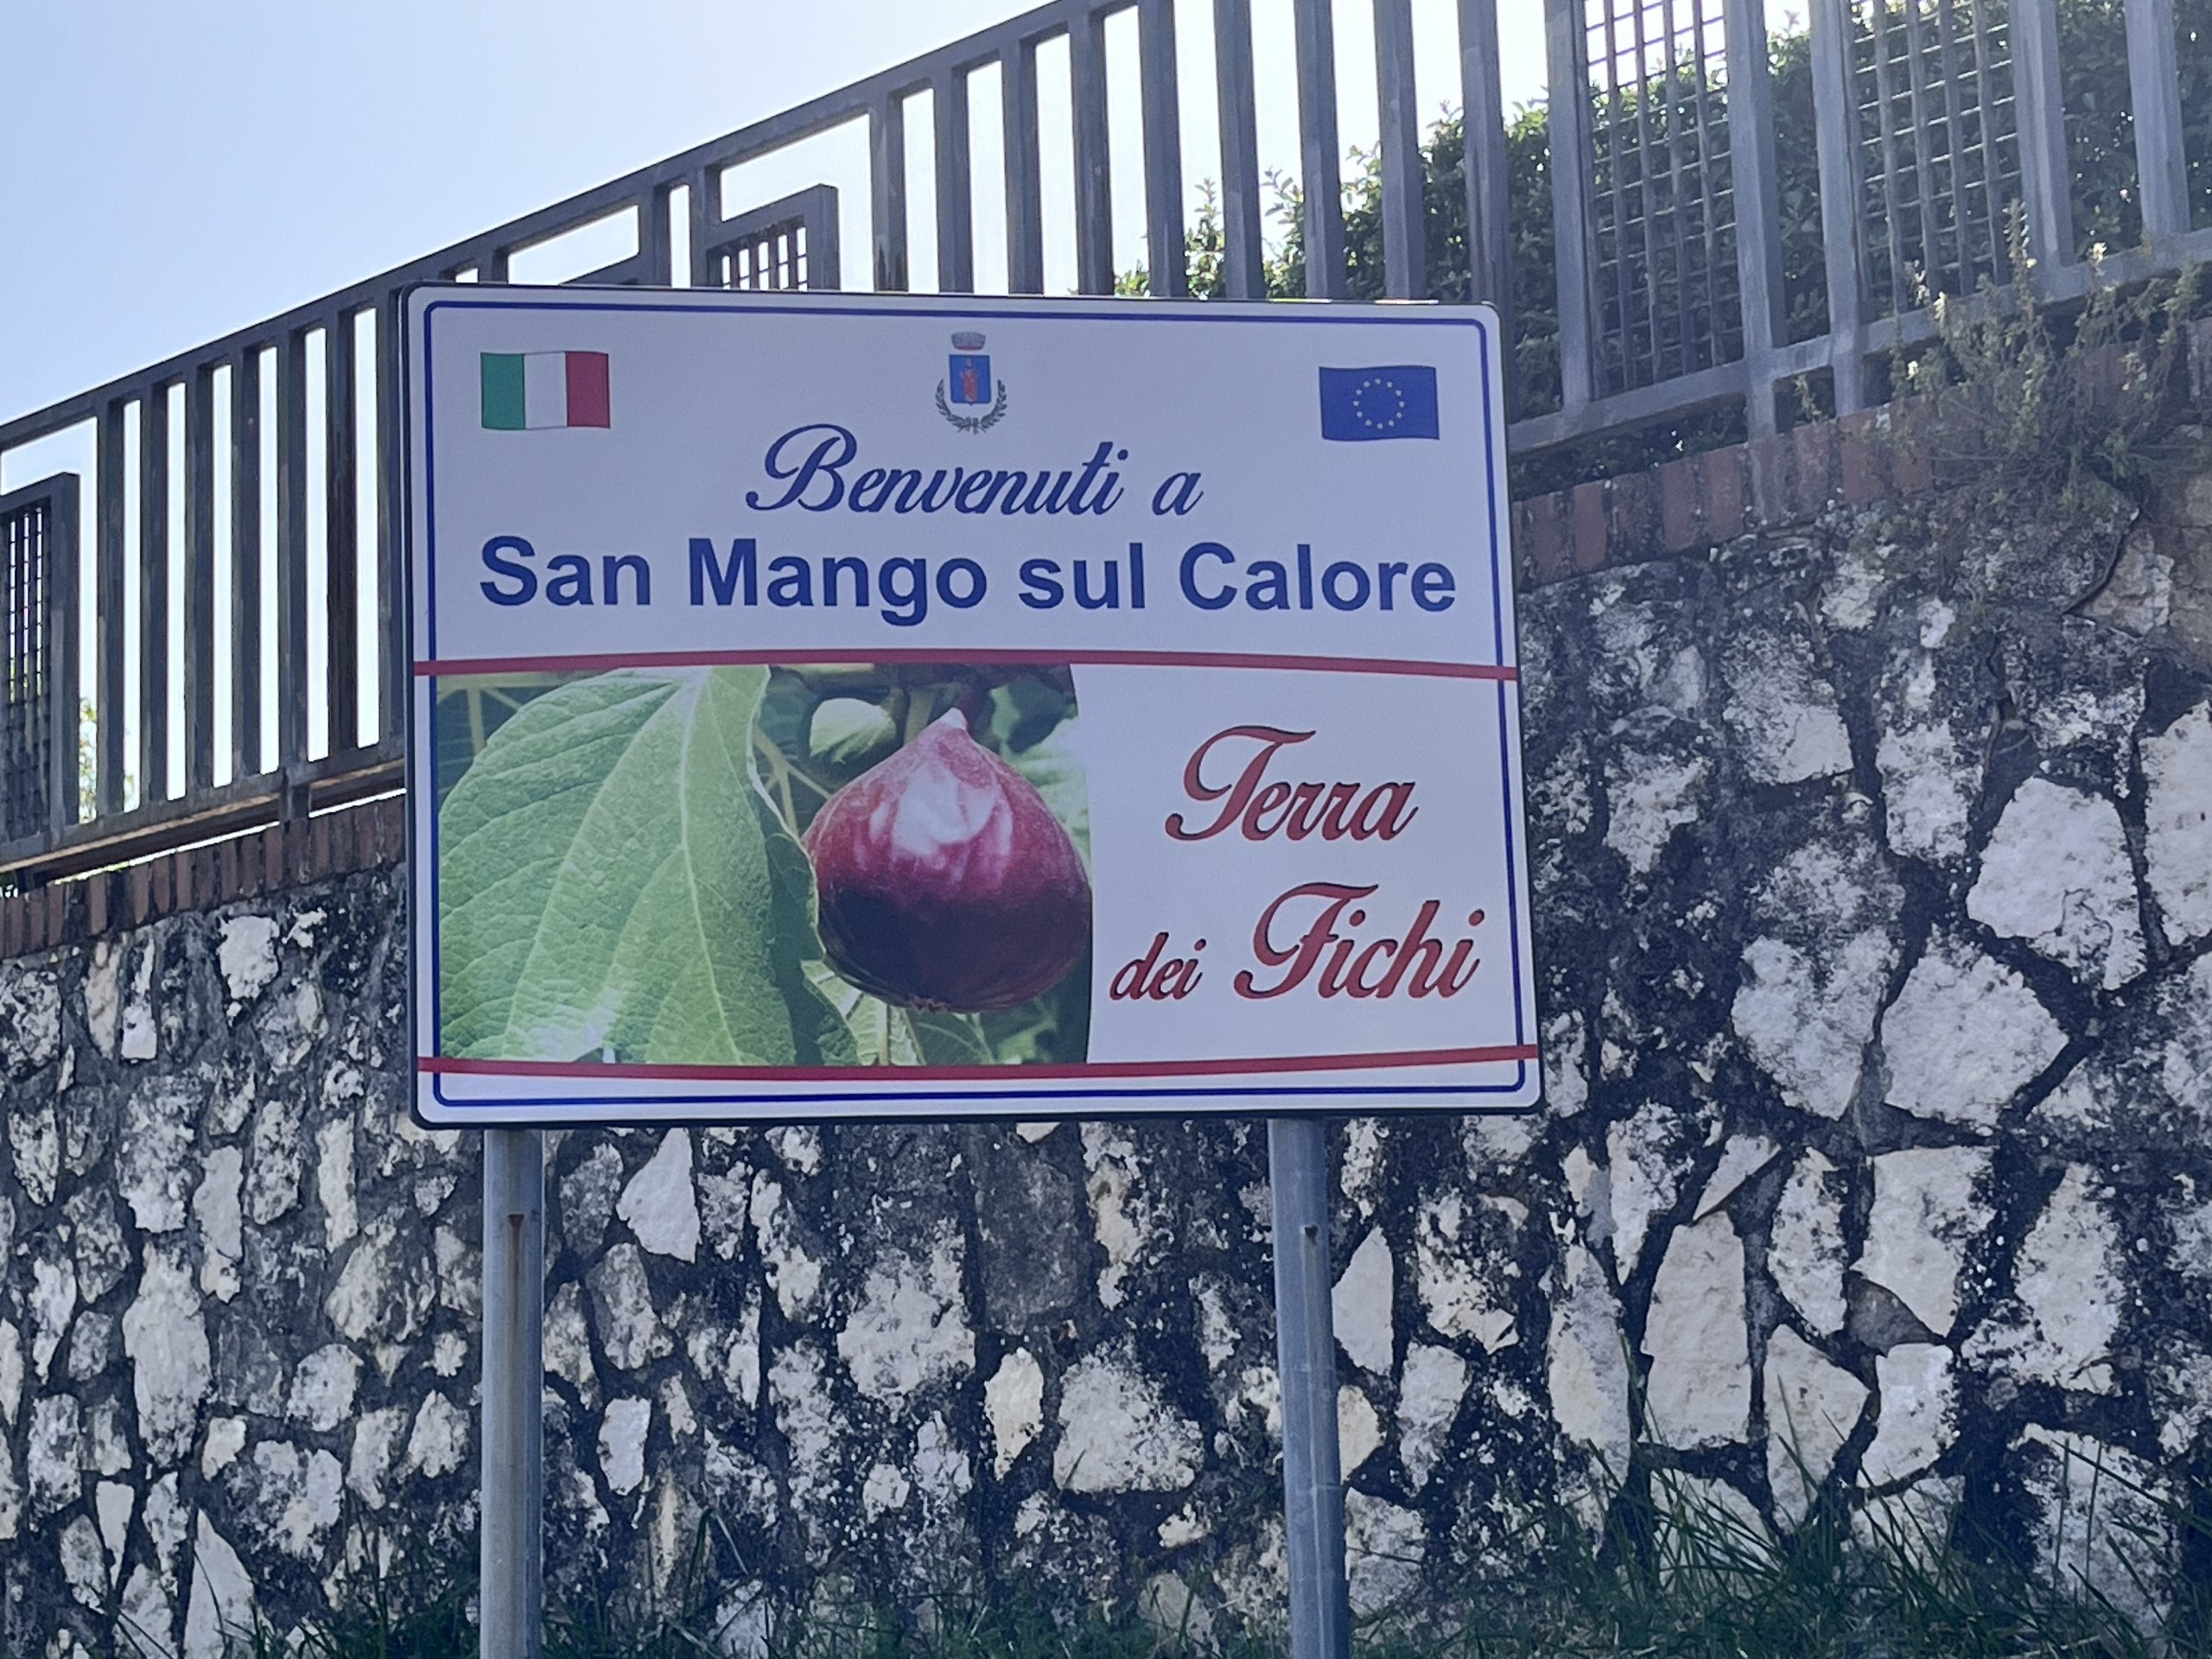 Benvenuti a
San Mango sul Calore
Terra
dei Fichi